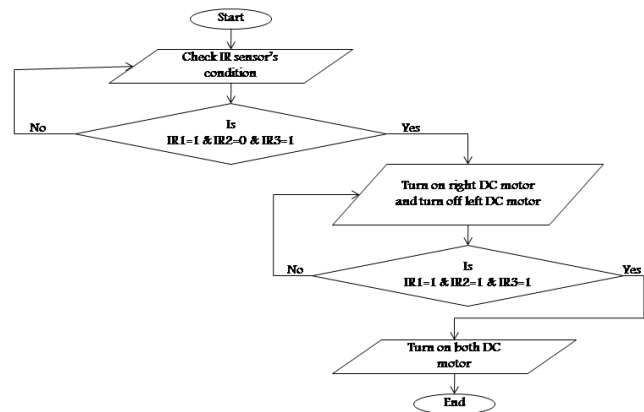 Start
Check IR sensor's
condition
No
Is
IR1=1 & IR2=0 & IR3=1
Yes
Turn on right DC motor
and turn off left DC motor
No
Is
IR1=1 & IR2=1 & IR3=1
Yes
Turn on both DC
motor
End